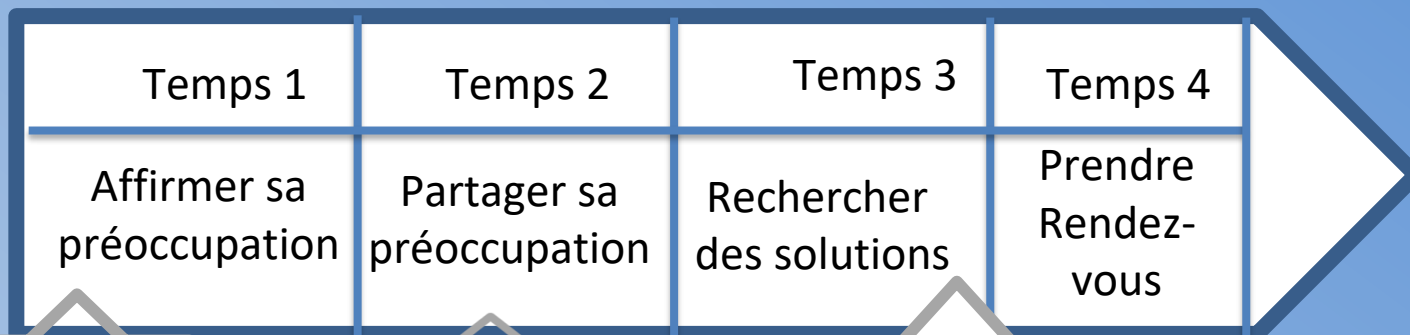 Temps 1
Temps 2
Temps 3
Temps 4
Affirmer sa
préoccupation
Partager sa
préoccupation
Rechercher
des solutions
Prendre
Rendez-
vous